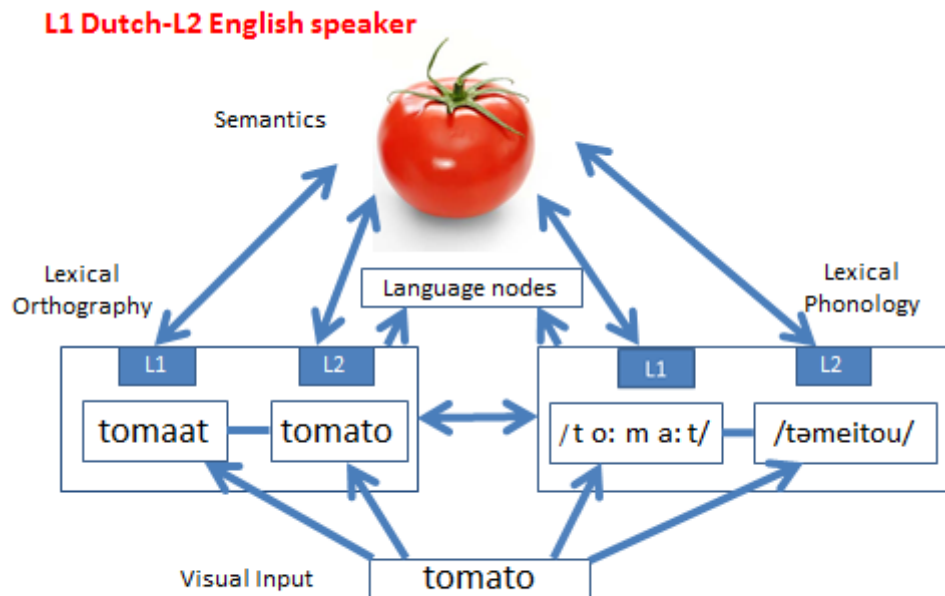 L1 Dutch-L2 English speaker
Semantics
Lexical
Orthography
Language nodes
Lexical
Phonology
L1
L2
L1
L2
tomaat
tomato
/t o: m a: t/
/təmeitou/
Visual Input
tomato